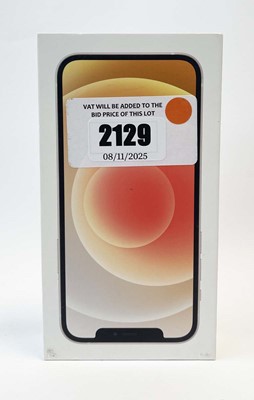 VAT WILL BE ADDED TO THE
BID PRICE OF THIS LOT
2129
08/11/2025